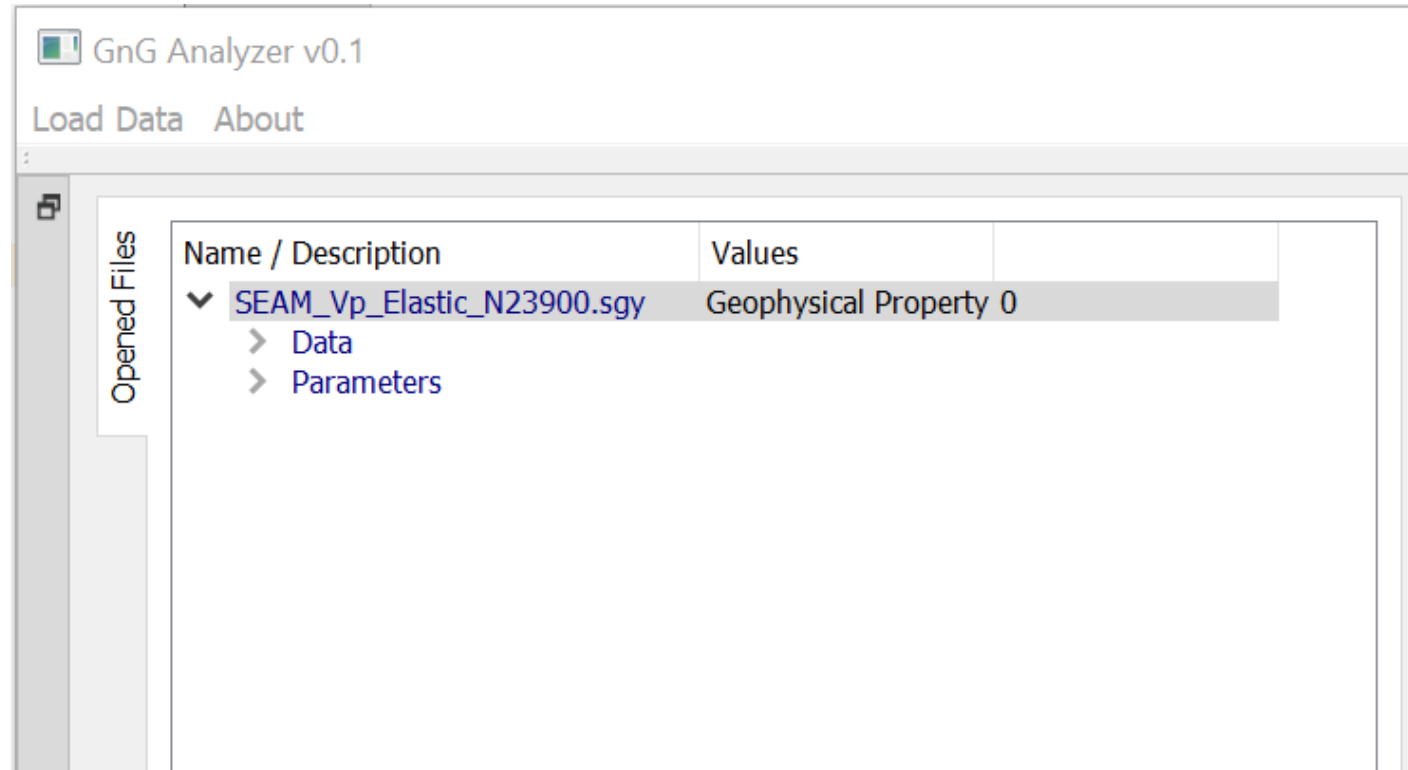 GnG Analyzer v0.1
Load Data About
Opened Files
Name / Description Values
SEAM_Vp_Elastic_N23900.sgy Geophysical Property 0
Data
Parameters